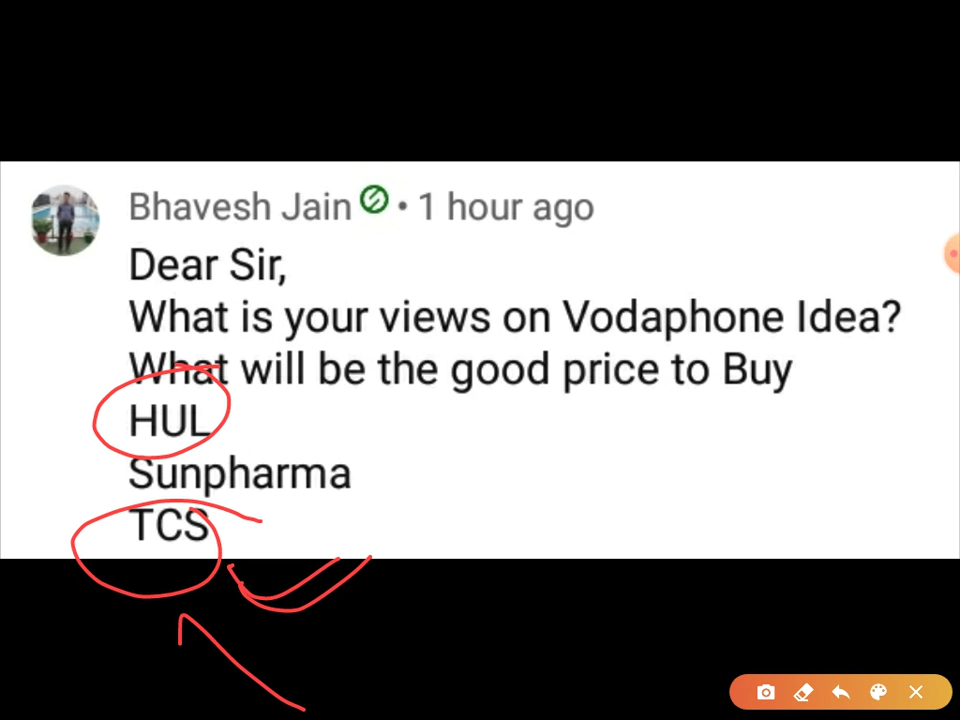 Bhavesh Jain • 1 hour ago
Dear Sir,
What is your views on Vodaphone Idea?
What will be the good price to Buy
HUL
Sunpharma
TCS